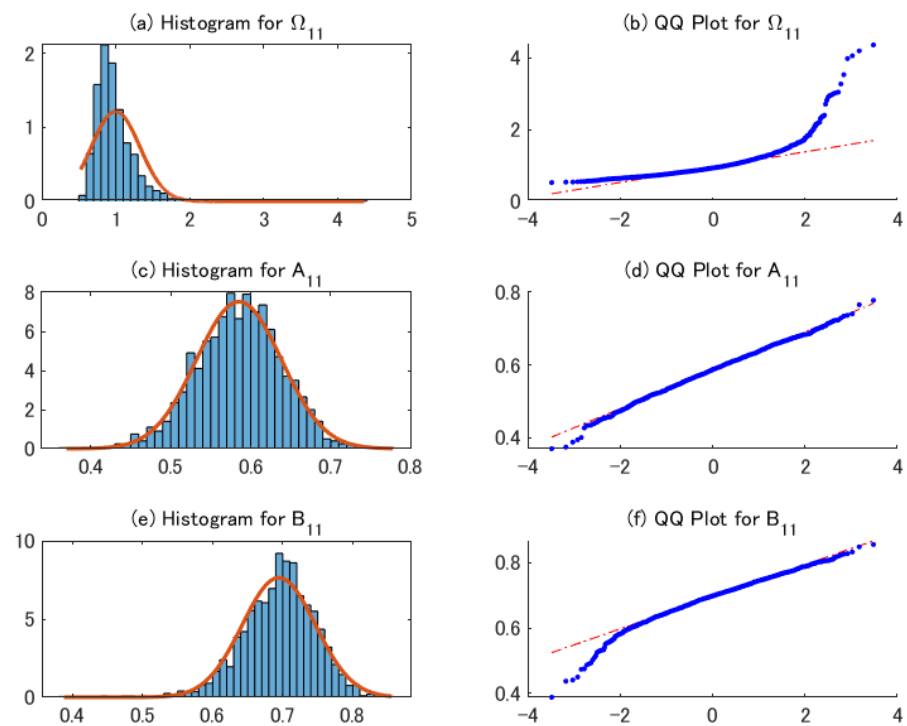 (a) Histogram for Ω₁₁
(b) QQ Plot for Ω₁₁
2
1
0
0 1 2 3 4 5
4
2
0
-4 -2 0 2 4
(c) Histogram for A₁₁
(d) QQ Plot for A₁₁
8
6
4
2
0
0.4 0.5 0.6 0.7 0.8
0.8
0.6
0.4
-4 -2 0 2 4
(e) Histogram for B₁₁
(f) QQ Plot for B₁₁
10
5
0
0.4 0.5 0.6 0.7 0.8
0.8
0.6
0.4
-4 -2 0 2 4